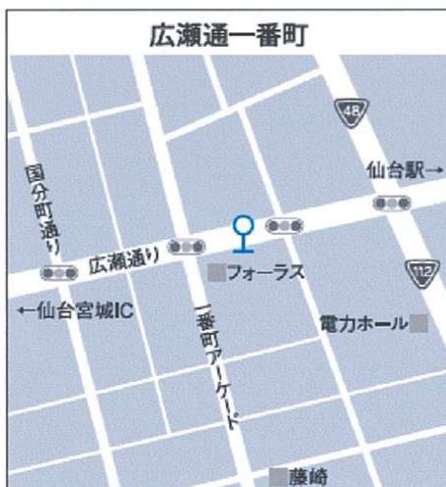 広瀬通一番町
48
仙台駅→
国分町通り
広瀬通り
フォーラス
112
←仙台宮城IC
電力ホール
一番町アーケード
藤崎